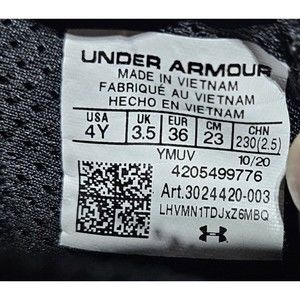 UNDER ARMOUR
MADE IN VIETNAM
FABRIQUÉ AU VIETNAM
HECHO EN VIETNAM
USA UK EUR CM CHN
4Y 3.5 36 23 230(2.5)
YMUV 10/20
4205499776
Art.3024420-003
LHVMN1TDJxZ6MBQ